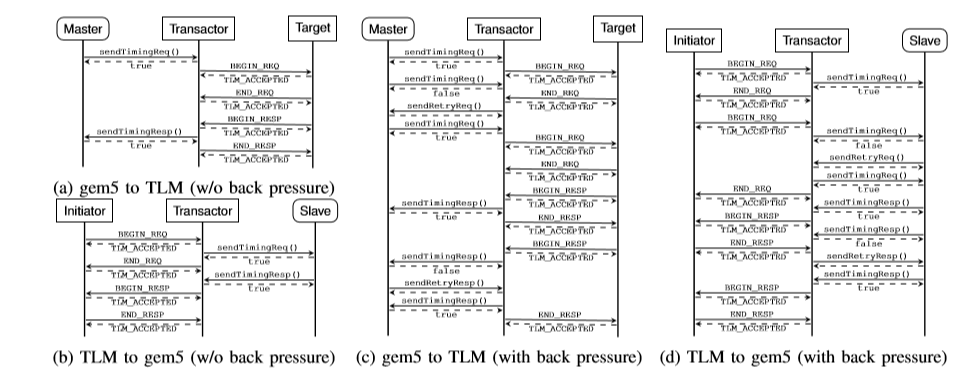 Master Transactor Target
sendTimingReq()
true
BEGIN_REQ
TLM_ACCEPTED
END_REQ
TLM_ACCEPTED
BEGIN_RESP
TLM_ACCEPTED
sendTimingResp()
true
END_RESP
TLM_ACCEPTED
(a) gem5 to TLM (w/o back pressure)
Initiator Transactor Slave
BEGIN_REQ
TLM_ACCEPTED
sendTimingReq()
true
END_REQ
TLM_ACCEPTED
sendTimingResp()
true
BEGIN_RESP
TLM_ACCEPTED
END_RESP
TLM_ACCEPTED
(b) TLM to gem5 (w/o back pressure)
Master Transactor Target
sendTimingReq()
true
BEGIN_REQ
TLM_ACCEPTED
sendTimingReq()
false
END_REQ
TLM_ACCEPTED
sendRetryReq()
sendTimingReq()
true
BEGIN_REQ
TLM_ACCEPTED
END_REQ
TLM_ACCEPTED
BEGIN_RESP
TLM_ACCEPTED
sendTimingResp()
true
END_RESP
TLM_ACCEPTED
BEGIN_RESP
TLM_ACCEPTED
sendTimingResp()
false
sendRetryResp()
sendTimingResp()
true
END_RESP
TLM_ACCEPTED
(c) gem5 to TLM (with back pressure)
Initiator Transactor Slave
BEGIN_REQ
TLM_ACCEPTED
sendTimingReq()
true
END_REQ
TLM_ACCEPTED
BEGIN_REQ
TLM_ACCEPTED
sendTimingReq()
false
sendRetryReq()
sendTimingReq()
true
END_REQ
TLM_ACCEPTED
sendTimingResp()
true
BEGIN_RESP
TLM_ACCEPTED
sendTimingResp()
false
END_RESP
TLM_ACCEPTED
sendRetryResp()
sendTimingResp()
true
BEGIN_RESP
TLM_ACCEPTED
END_RESP
TLM_ACCEPTED
(d) TLM to gem5 (with back pressure)